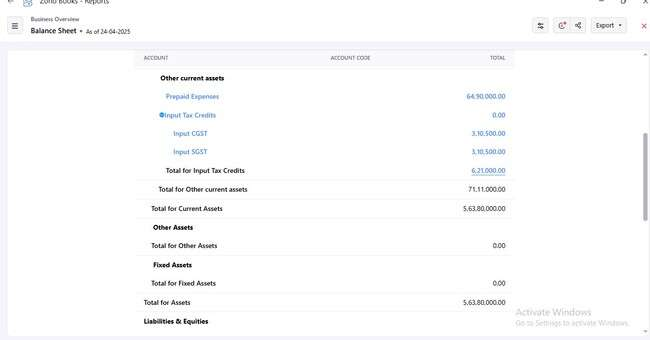 Zoho Books - Reports
Business Overview
Balance Sheet • As of 24-04-2025
Export
ACCOUNT ACCOUNT CODE TOTAL
Other current assets
Prepaid Expenses 64,90,000.00
Input Tax Credits 0.00
Input CGST 3,10,500.00
Input SGST 3,10,500.00
Total for Input Tax Credits 6,21,000.00
Total for Other current assets 71,11,000.00
Total for Current Assets 5,63,80,000.00
Other Assets
Total for Other Assets 0.00
Fixed Assets
Total for Fixed Assets 0.00
Total for Assets 5,63,80,000.00
Liabilities & Equities
Activate Windows
Go to Settings to activate Windows.